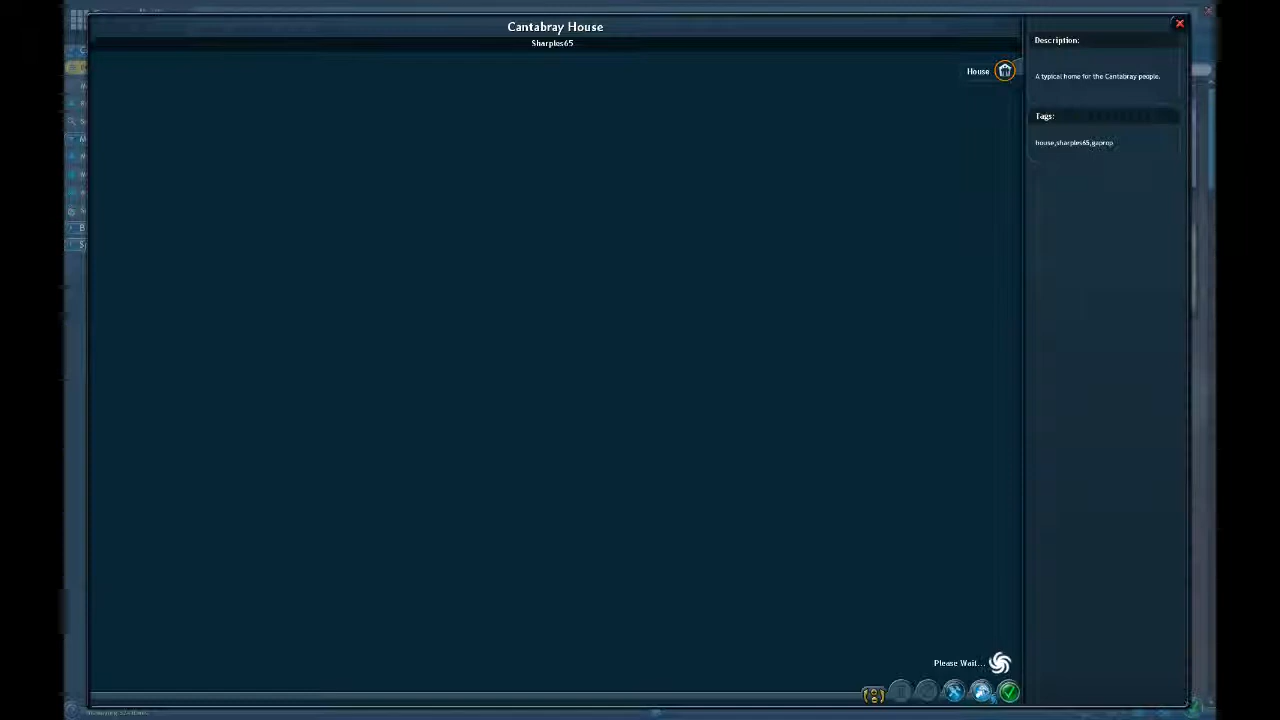 Cantabray House
Sharples65
House
Description:
A typical home for the Cantabray people.
Tags:
house,sharples65,gaprop
Please Wait...